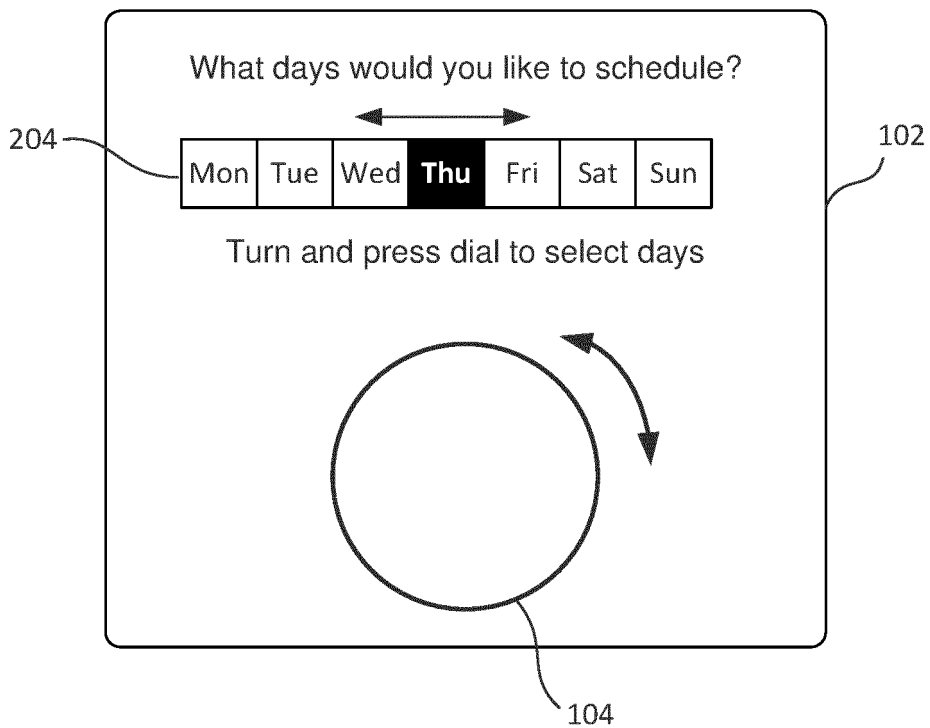 What days would you like to schedule?
204
102
Mon Tue Wed Thu Fri Sat Sun
Turn and press dial to select days
104